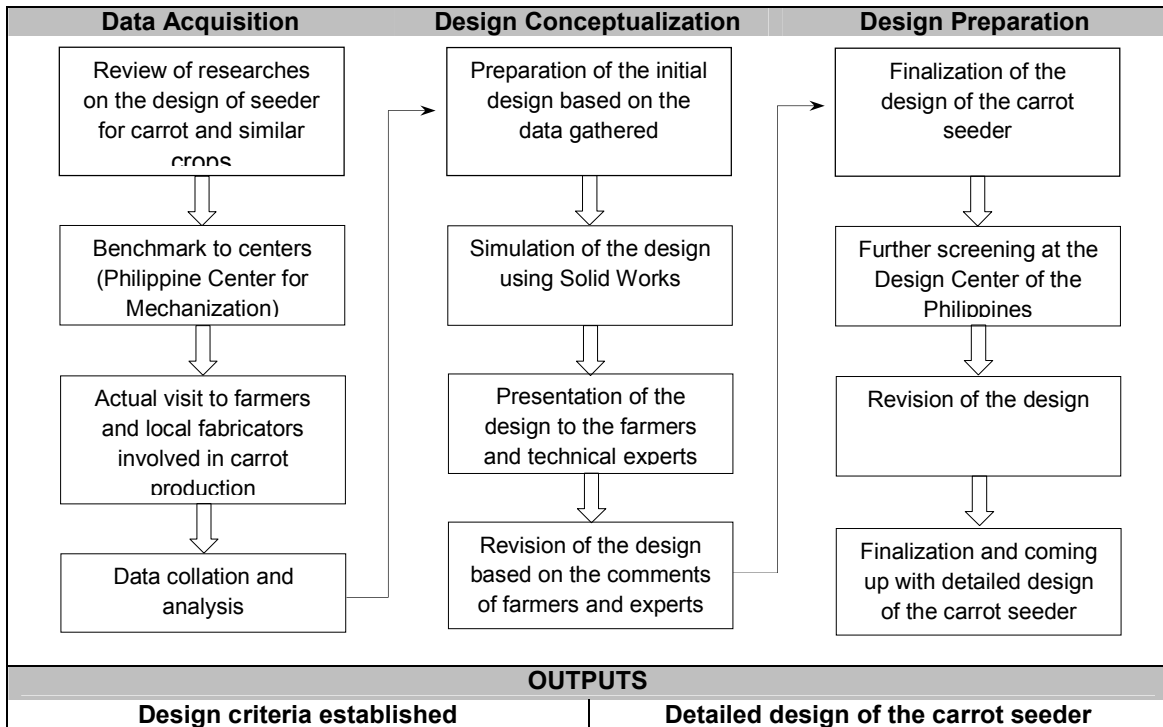 Data Acquisition
Review of researches
on the design of seeder
for carrot and similar
crops
Benchmark to centers
(Philippine Center for
Mechanization)
Actual visit to farmers
and local fabricators
involved in carrot
production
Data collation and
analysis
Design Conceptualization
Preparation of the initial
design based on the
data gathered
Simulation of the design
using Solid Works
Presentation of the
design to the farmers
and technical experts
Revision of the design
based on the comments
of farmers and experts
Design Preparation
Finalization of the
design of the carrot
seeder
Further screening at the
Design Center of the
Philippines
Revision of the design
Finalization and coming
up with detailed design
of the carrot seeder
OUTPUTS
Design criteria established
Detailed design of the carrot seeder